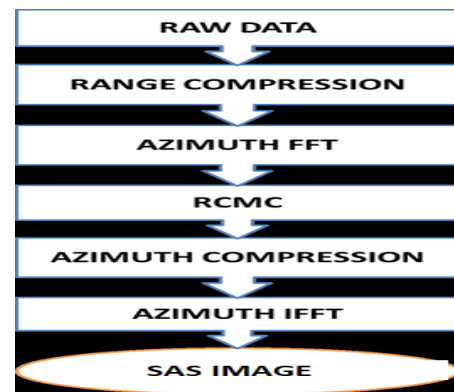 RAW DATA
RANGE COMPRESSION
AZIMUTH FFT
RCMC
AZIMUTH COMPRESSION
AZIMUTH IFFT
SAS IMAGE